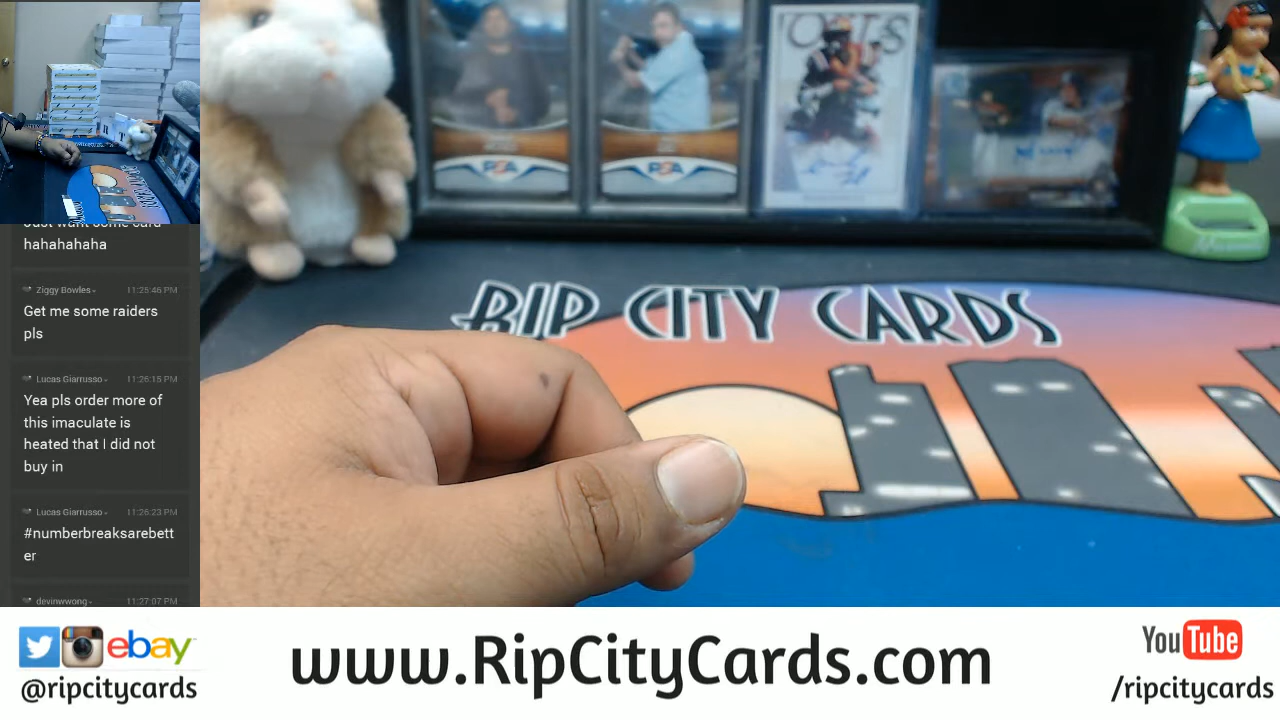 Just want some card
hahahahaha
Ziggy Bowles
11:25:46 PM
Get me some raiders
pls
Lucas Giarrusso
11:26:15 PM
Yea pls order more of
this imaculate is
heated that I did not
buy in
Lucas Giarrusso
11:26:23 PM
#numberbreaksarebett
er
devinwwong
11:27:07 PM
RIP CITY CARDS
ebay
@ripcitycards
www.RipCityCards.com
YouTube
/ripcitycards